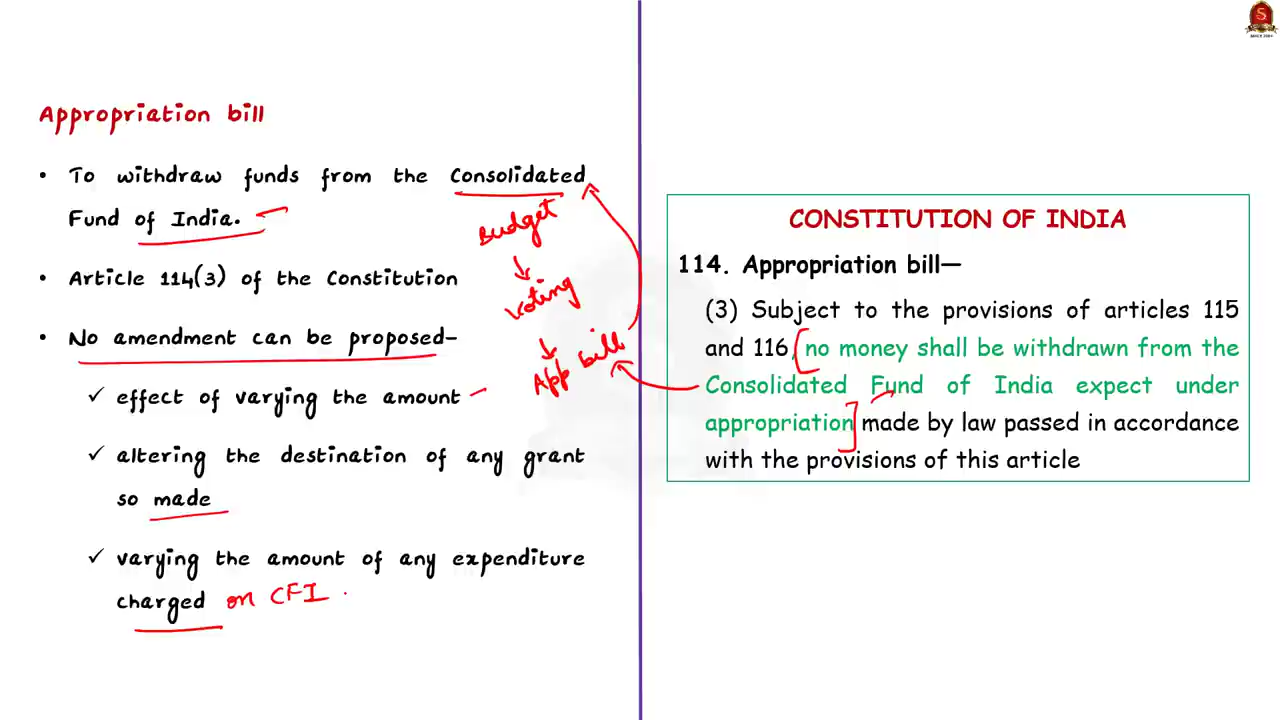 Appropriation bill
• To withdraw funds from the Consolidated
Fund of India.
Budget
Voting
App bill
• Article 114(3) of the Constitution
• No amendment can be proposed-
✓ effect of varying the amount
✓ altering the destination of any grant
so made
✓ varying the amount of any expenditure
charged on CFI.
S
SINCE 2004
CONSTITUTION OF INDIA
114. Appropriation bill—
(3) Subject to the provisions of articles 115
and 116, no money shall be withdrawn from the
Consolidated Fund of India expect under
appropriation made by law passed in accordance
with the provisions of this article